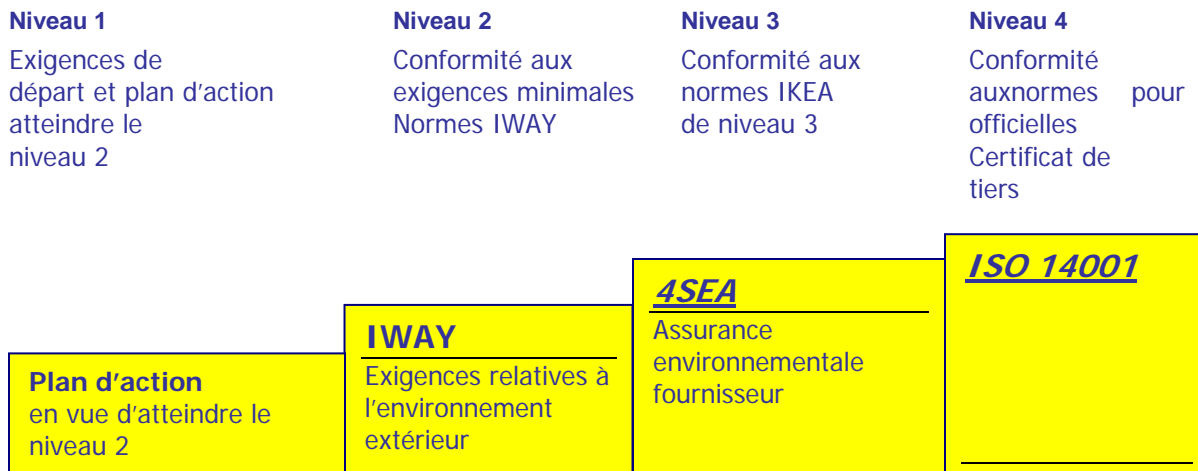 Niveau 1
Exigences de
départ et plan d'action
atteindre le
niveau 2
Niveau 2
Conformité aux
exigences minimales
Normes IWAY
Niveau 3
Conformité aux
normes IKEA
de niveau 3
Niveau 4
Conformité
auxnormes pour
officielles
Certificat de
tiers
Plan d'action
en vue d'atteindre le
niveau 2
IWAY
Exigences relatives à
l'environnement
extérieur
4SEA
Assurance
environnementale
fournisseur
ISO 14001